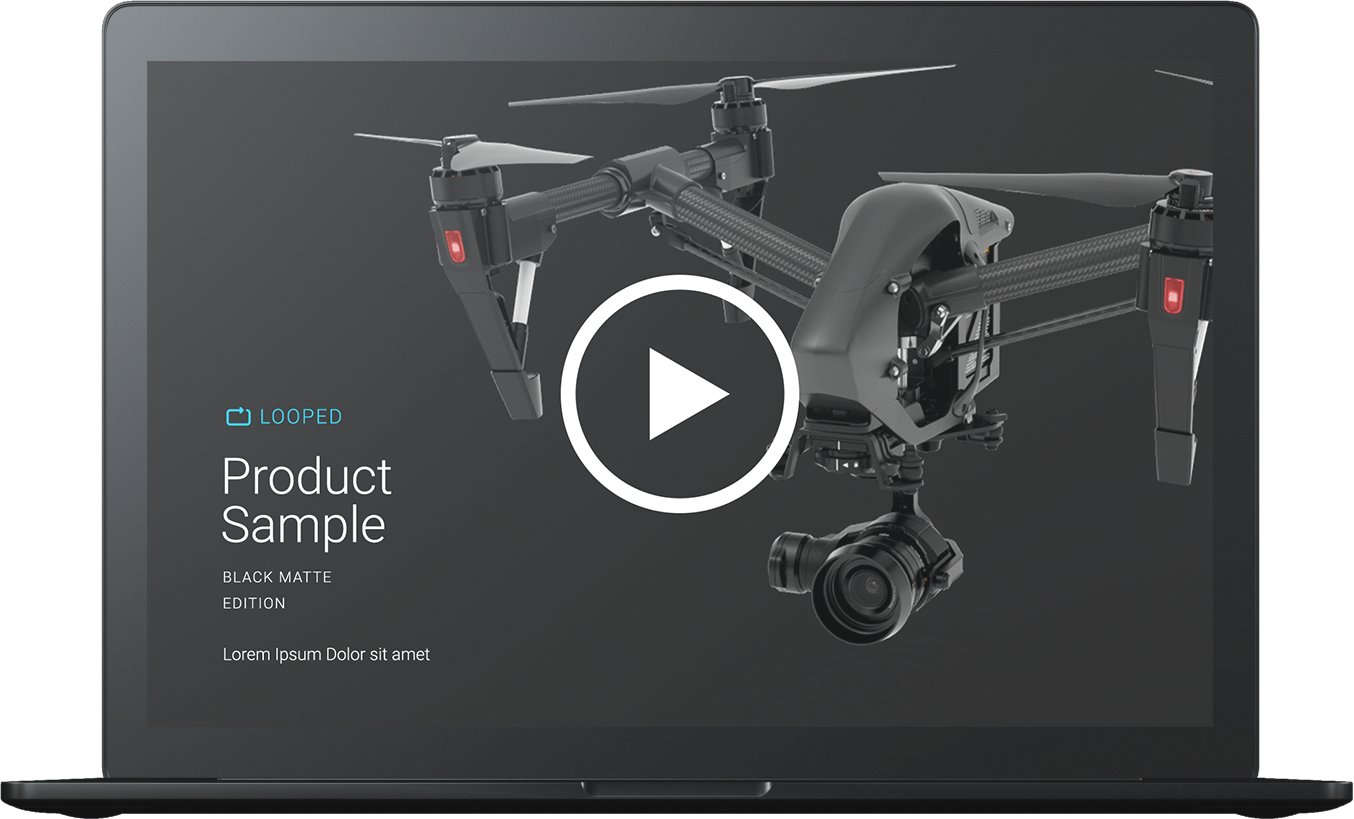 LOOPED
Product
Sample
BLACK MATTE
EDITION
Lorem Ipsum Dolor sit amet